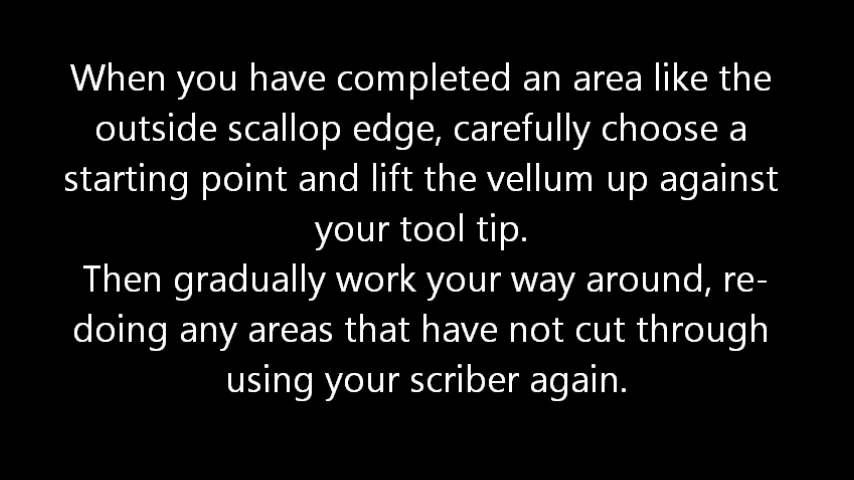 When you have completed an area like the
outside scallop edge, carefully choose a
starting point and lift the vellum up against
your tool tip.
Then gradually work your way around, re-
doing any areas that have not cut through
using your scriber again.